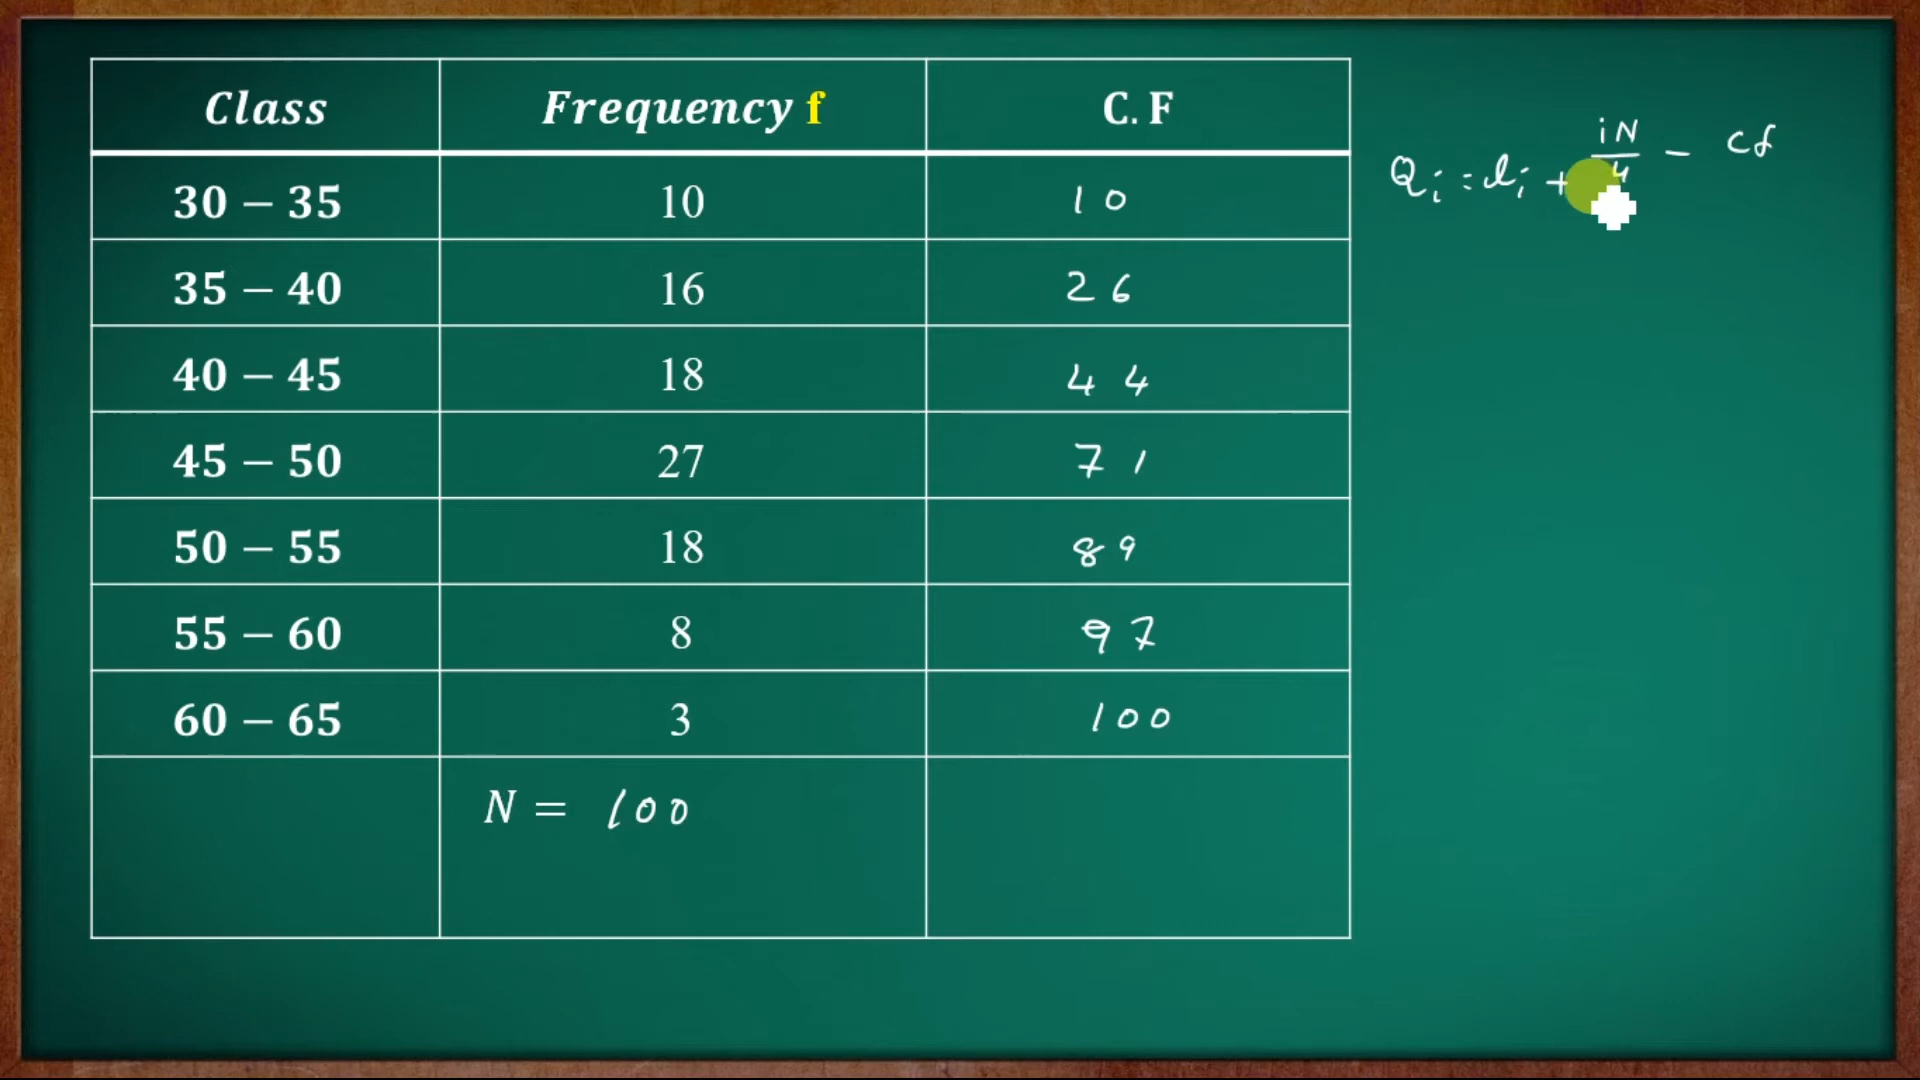 Class Frequency f C.F
30 – 35 10 10
35 – 40 16 26
40 – 45 18 44
45 – 50 27 71
50 – 55 18 89
55 – 60 8 97
60 – 65 3 100
N = 100
Qi = li + iN/4 – cf